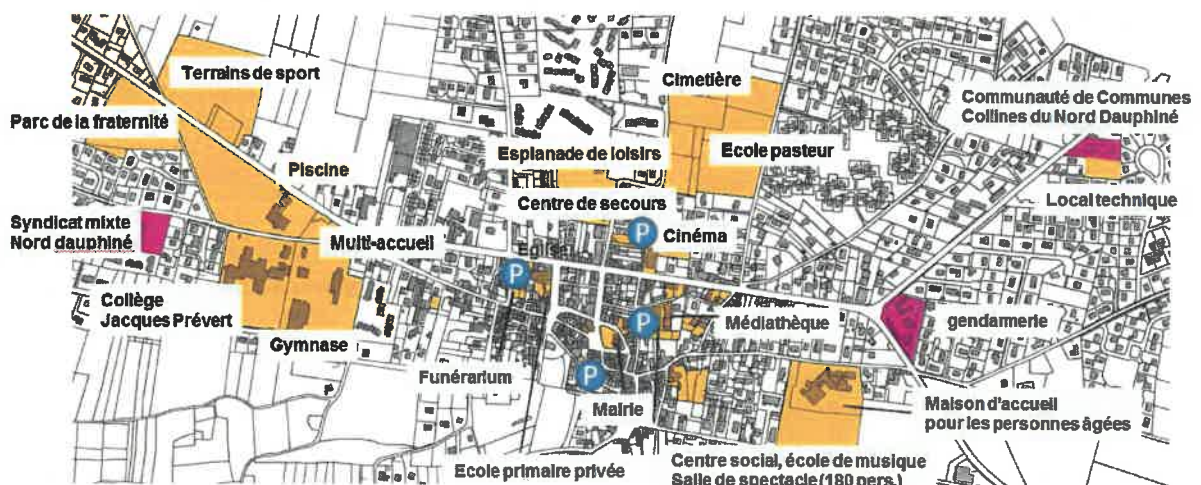 Terrains de sport
Cimetière
Communauté de Communes
Collines du Nord Dauphiné
Parc de la fraternité
Esplanade de loisirs
Ecole pasteur
Piscine
Centre de secours
Local technique
Syndicat mixte
Nord dauphiné
Multi-accueil
Eglise
P
Cinéma
P
Collège
Jacques Prévert
Gymnase
P
Médiathèque
gendarmerie
Funérarium
P
Mairie
Maison d'accueil
pour les personnes âgées
Ecole primaire privée
Centre social, école de musique
Salle de spectacle (180 pers.)